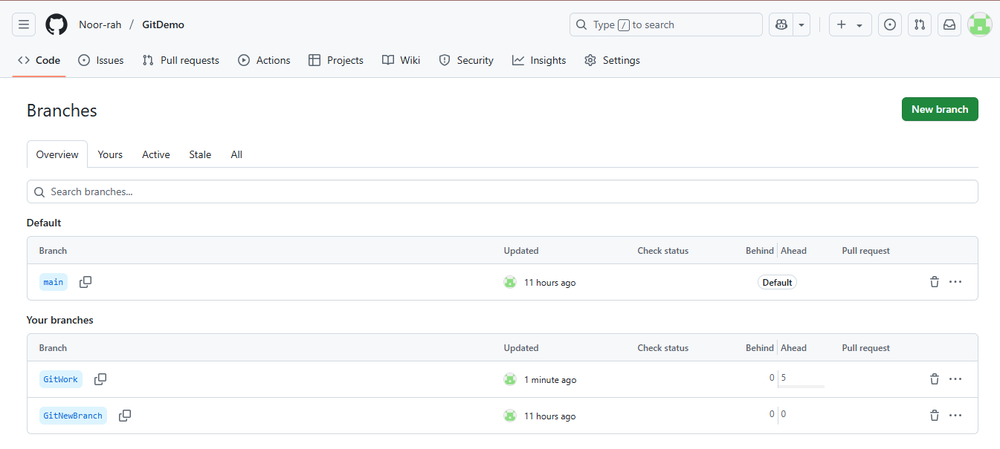 Noor-rah / GitDemo
Type / to search
Code Issues Pull requests Actions Projects Wiki Security Insights Settings
Branches
New branch
Overview Yours Active Stale All
Search branches...
Default
Branch Updated Check status Behind Ahead Pull request
main 11 hours ago Default
Your branches
Branch Updated Check status Behind Ahead Pull request
GitWork 1 minute ago 0 5
GitNewBranch 11 hours ago 0 0